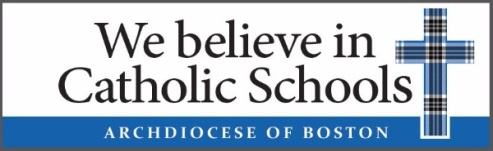 We believe in
Catholic Schools
ARCHDIOCESE OF BOSTON